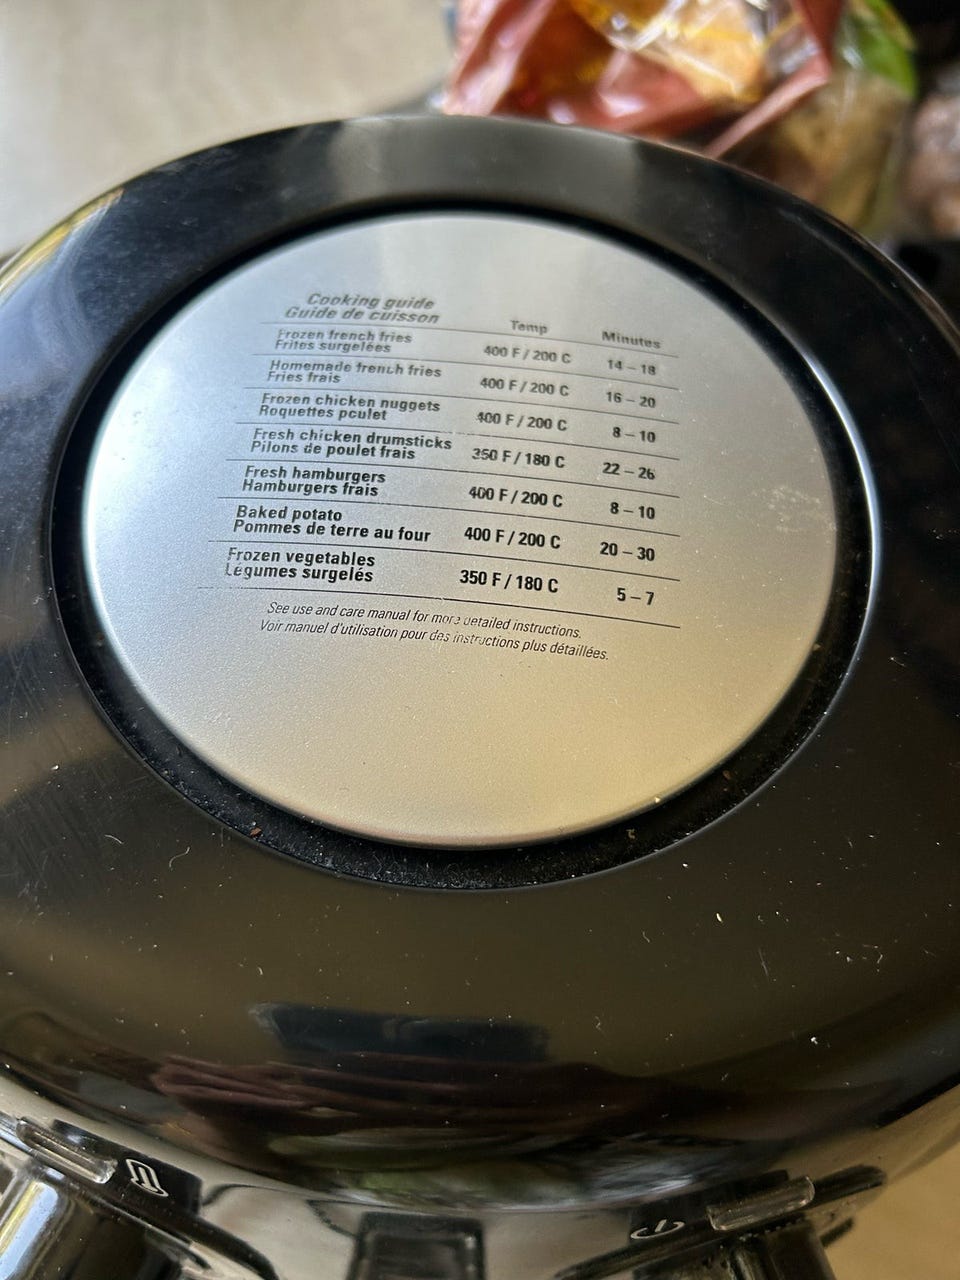 Cooking guide
Guide de cuisson
Temp
Minutes
Frozen french fries
Frites surgelées
400 F / 200 C
14 – 18
Homemade french fries
Fries frais
400 F / 200 C
16 – 20
Frozen chicken nuggets
Roquettes pculet
400 F / 200 C
8 – 10
Fresh chicken drumsticks
Pilons de poulet frais
350 F / 180 C
22 – 26
Fresh hamburgers
Hamburgers frais
400 F / 200 C
8 – 10
Baked potato
Pommes de terre au four
400 F / 200 C
20 – 30
Frozen vegetables
Légumes surgelés
350 F / 180 C
5 – 7
See use and care manual for more detailed instructions.
Voir manuel d'utilisation pour des instructions plus détaillées.